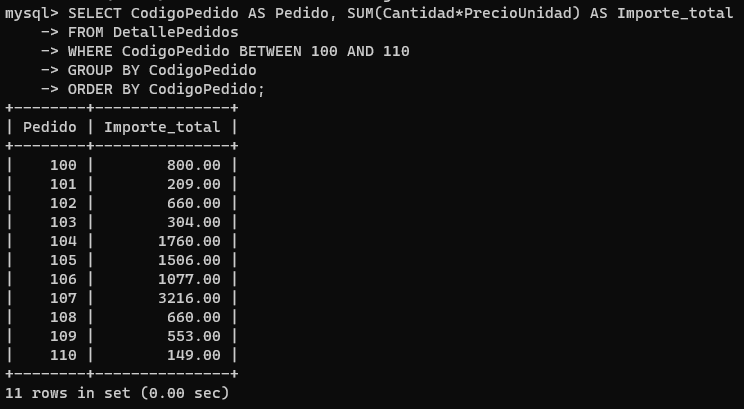 mysql> SELECT CodigoPedido AS Pedido, SUM(Cantidad*PrecioUnidad) AS Importe_total
    -> FROM DetallePedidos
    -> WHERE CodigoPedido BETWEEN 100 AND 110
    -> GROUP BY CodigoPedido
    -> ORDER BY CodigoPedido;
+--------+---------------+
| Pedido | Importe_total |
+--------+---------------+
|    100 |        800.00 |
|    101 |        209.00 |
|    102 |        660.00 |
|    103 |        304.00 |
|    104 |       1760.00 |
|    105 |       1506.00 |
|    106 |       1077.00 |
|    107 |       3216.00 |
|    108 |        660.00 |
|    109 |        553.00 |
|    110 |        149.00 |
+--------+---------------+
11 rows in set (0.00 sec)